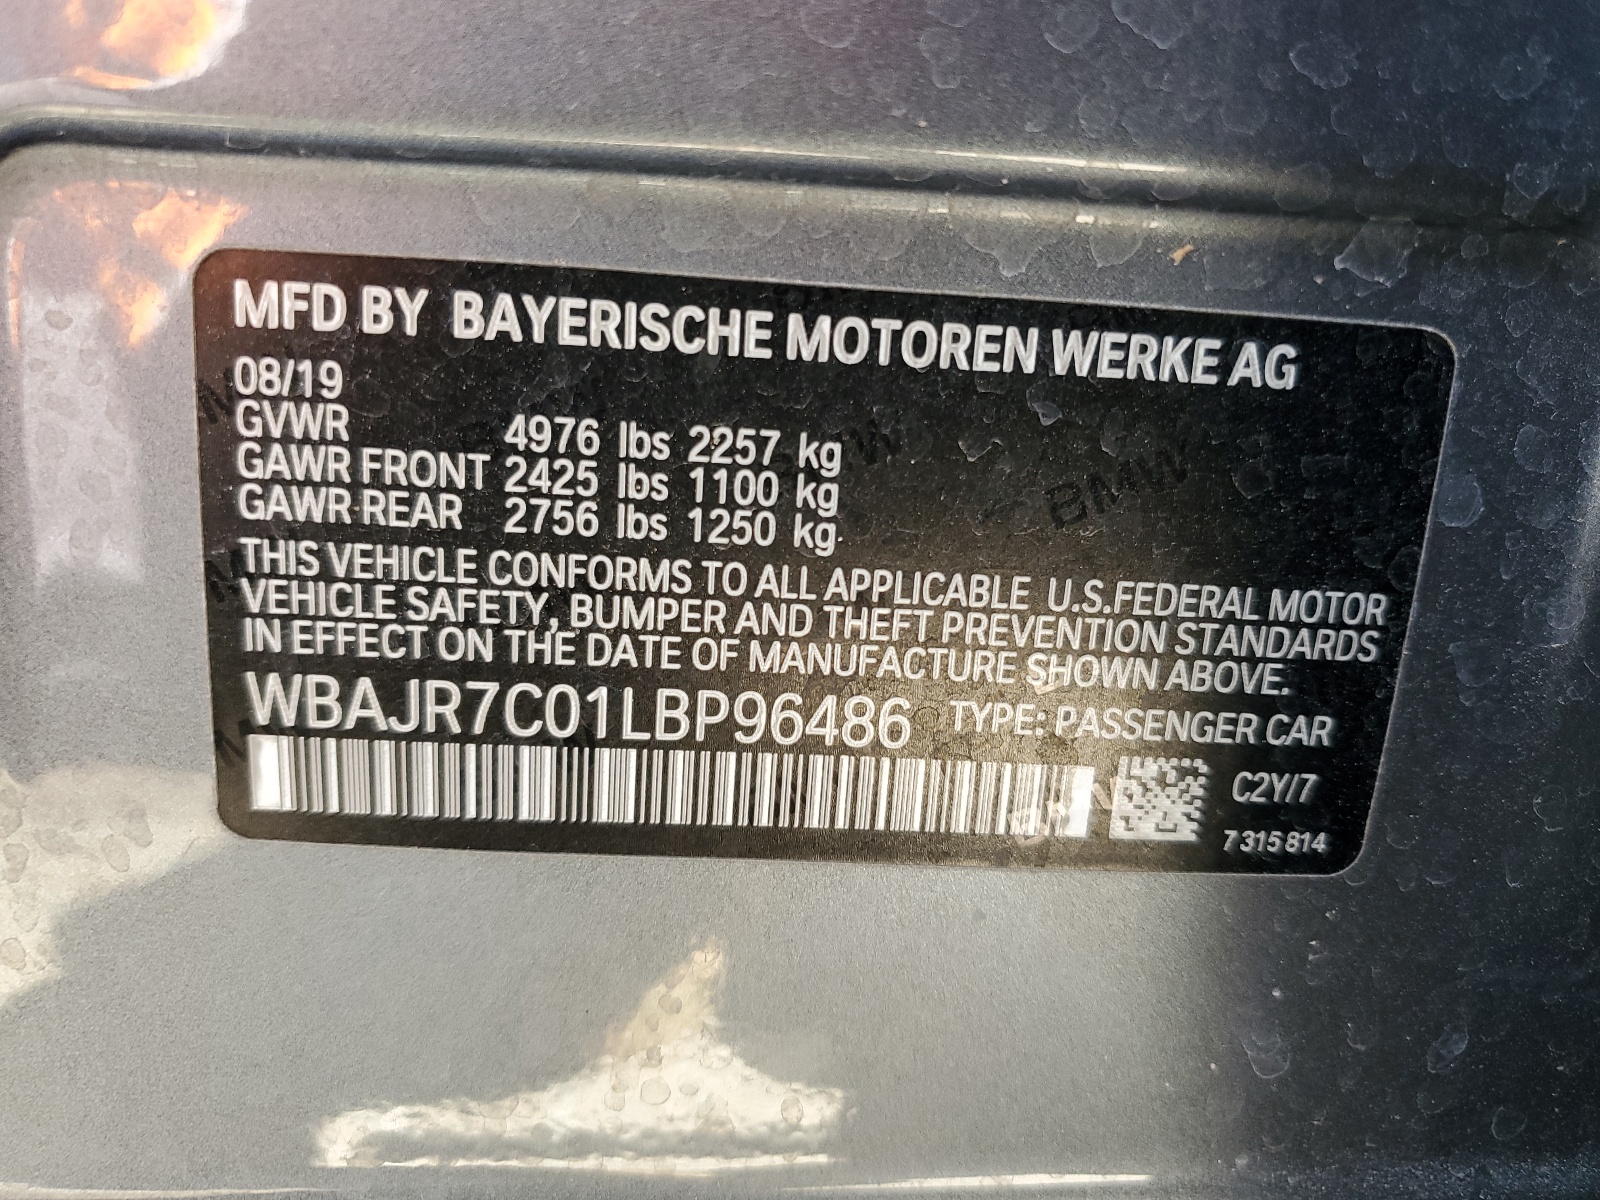 MFD BY BAYERISCHE MOTOREN WERKE AG
08/19
GVWR 4976 lbs 2257 kg
GAWR FRONT 2425 lbs 1100 kg
GAWR REAR 2756 lbs 1250 kg
THIS VEHICLE CONFORMS TO ALL APPLICABLE U.S.FEDERAL MOTOR
VEHICLE SAFETY, BUMPER AND THEFT PREVENTION STANDARDS
IN EFFECT ON THE DATE OF MANUFACTURE SHOWN ABOVE.
WBAJR7C01LBP96486 TYPE: PASSENGER CAR
C2Y/7
7 315 814
BMW